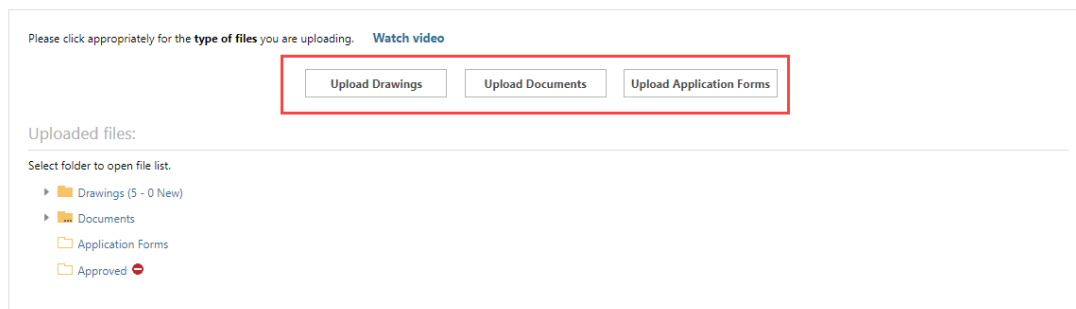 Please click appropriately for the type of files you are uploading. Watch video
Upload Drawings Upload Documents Upload Application Forms
Uploaded files:
Select folder to open file list.
Drawings (5 - 0 New)
Documents
Application Forms
Approved